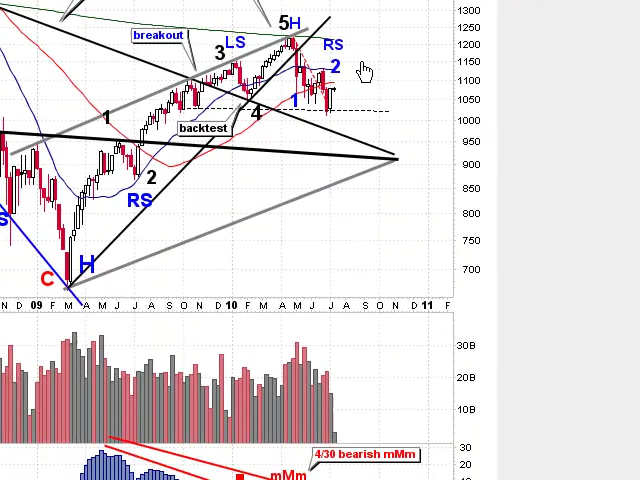 1300
5 H
1250
breakout
LS
RS
1200
3
1150
2
1100
1
1050
1
4
backtest
1000
950
900
2
850
RS
S
800
750
H
C
700
N D 09 F M A M J J A S O N D 10 F M A M J J A S O N D 11 F
30B
20B
10B
4/30 bearish mMm
30
20
mMm